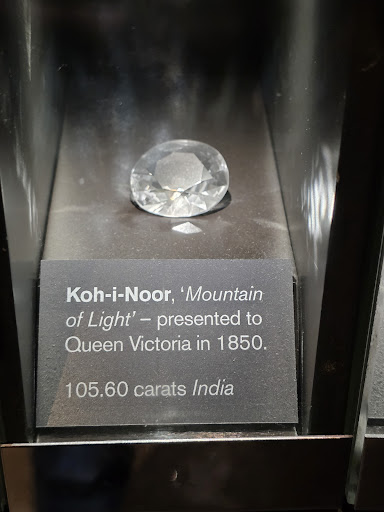 Koh-i-Noor, ‘Mountain
of Light’ – presented to
Queen Victoria in 1850.
105.60 carats India